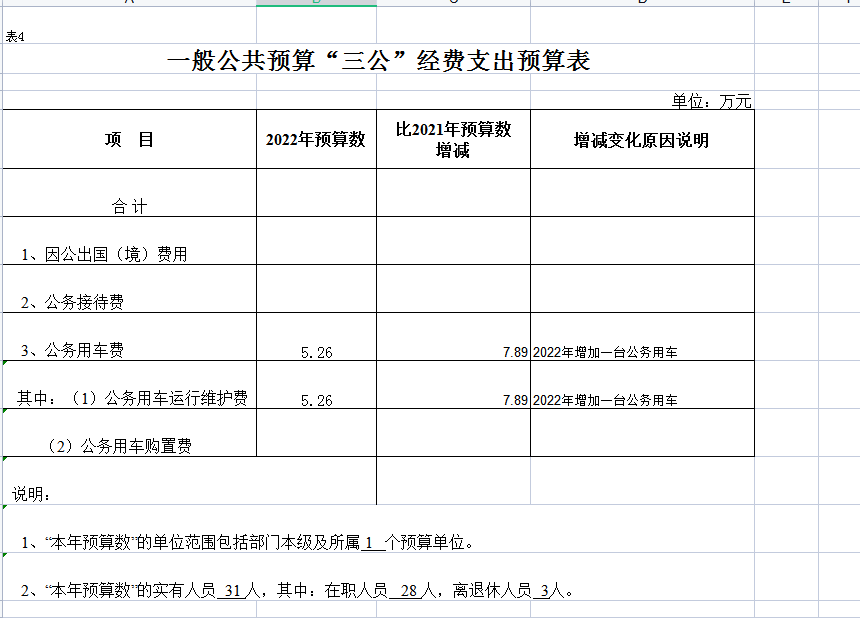 表4
一般公共预算“三公”经费支出预算表
单位：万元
项　目 2022年预算数 比2021年预算数增减 增减变化原因说明
合 计
1、因公出国（境）费用
2、公务接待费
3、公务用车费 5.26 7.89 2022年增加一台公务用车
其中：（1）公务用车运行维护费 5.26 7.89 2022年增加一台公务用车
（2）公务用车购置费
说明：
1、“本年预算数”的单位范围包括部门本级及所属 1 个预算单位。
2、“本年预算数”的实有人员 31 人，其中：在职人员 28 人，离退休人员 3人。